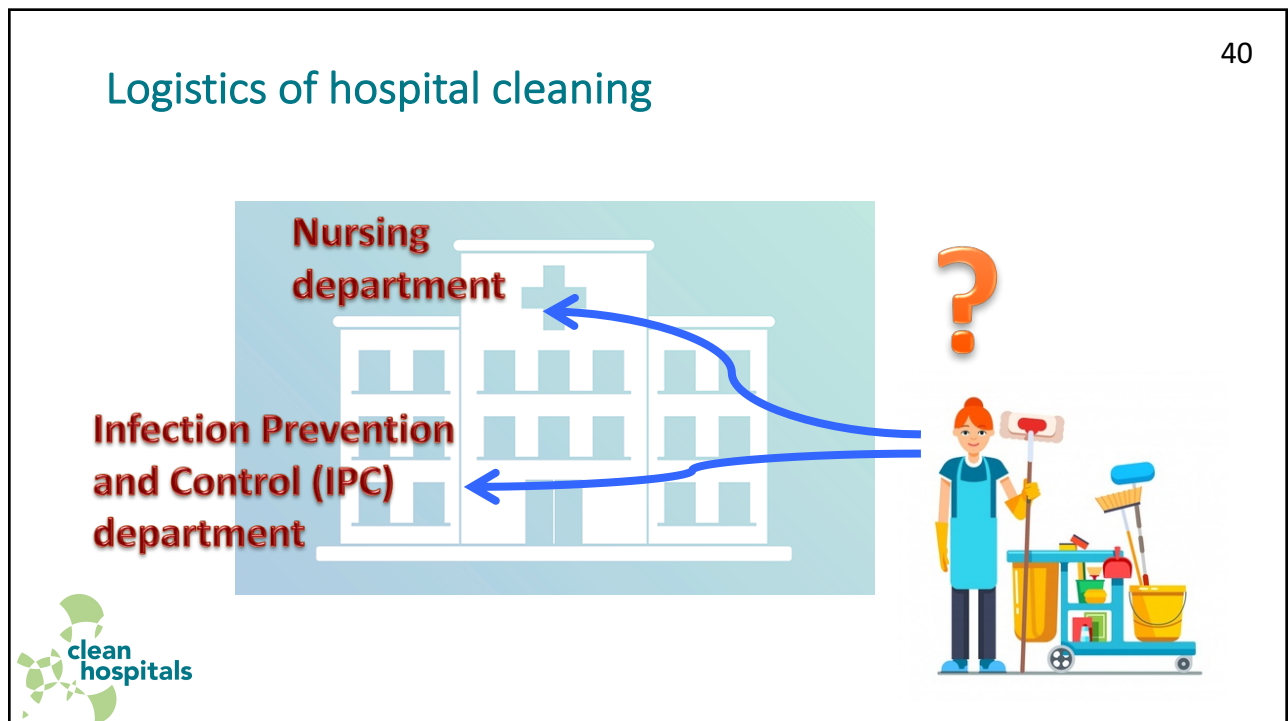 40
Logistics of hospital cleaning
Nursing
department
?
Infection Prevention
and Control (IPC)
department
clean
hospitals